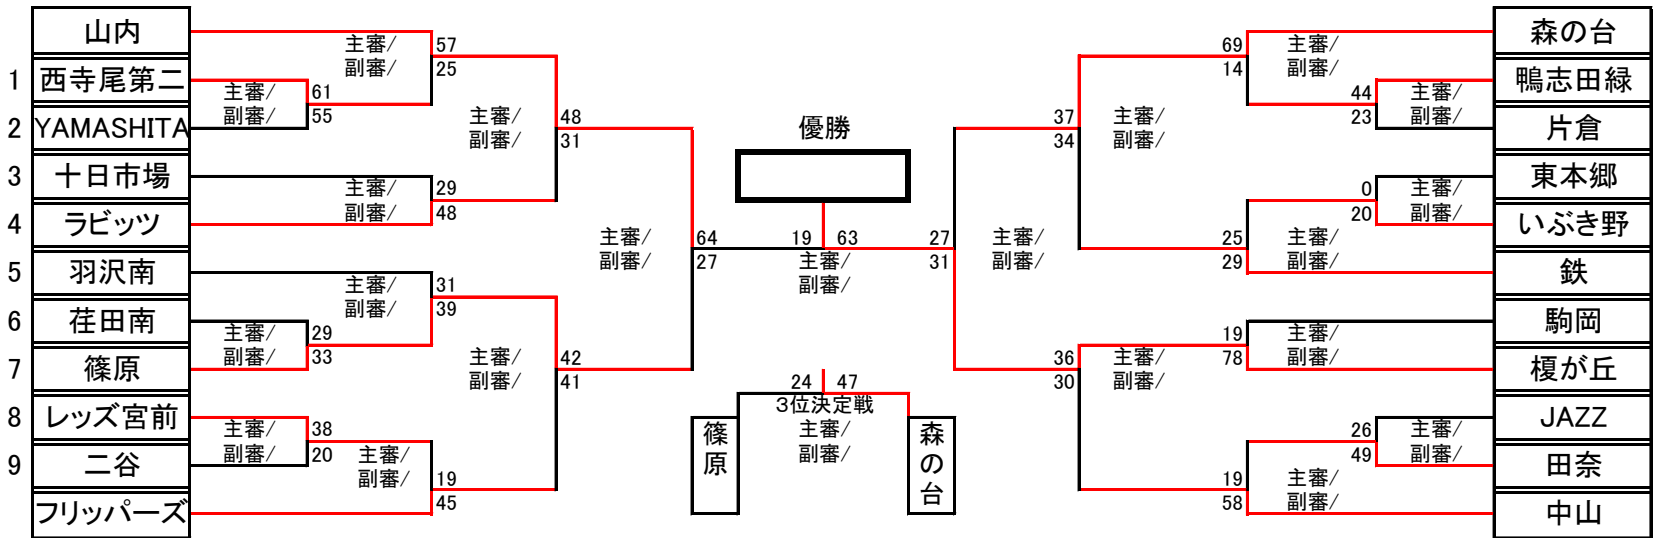 山内
1 西寺尾第二
2 YAMASHITA
3 十日市場
4 ラビッツ
5 羽沢南
6 荏田南
7 篠原
8 レッズ宮前
9 二谷
フリッパーズ
主審/ 57
副審/ 25
主審/ 61
副審/ 55
主審/ 29
副審/ 48
主審/ 31
副審/ 39
主審/ 29
副審/ 33
主審/ 38
副審/ 20
主審/ 19
副審/ 45
主審/ 48
副審/ 31
主審/ 42
副審/ 41
主審/ 64
副審/ 27
優勝
19 63
主審/
副審/
24 47
3位決定戦
主審/
副審/
篠原
森の台
27 主審/
31 副審/
37 主審/
34 副審/
36 主審/
30 副審/
69 主審/
14 副審/
44 主審/
23 副審/
0 主審/
20 副審/
25 主審/
29 副審/
19 主審/
78 副審/
26 主審/
49 副審/
19 主審/
58 副審/
森の台
鴨志田緑
片倉
東本郷
いぶき野
鉄
駒岡
榎が丘
JAZZ
田奈
中山